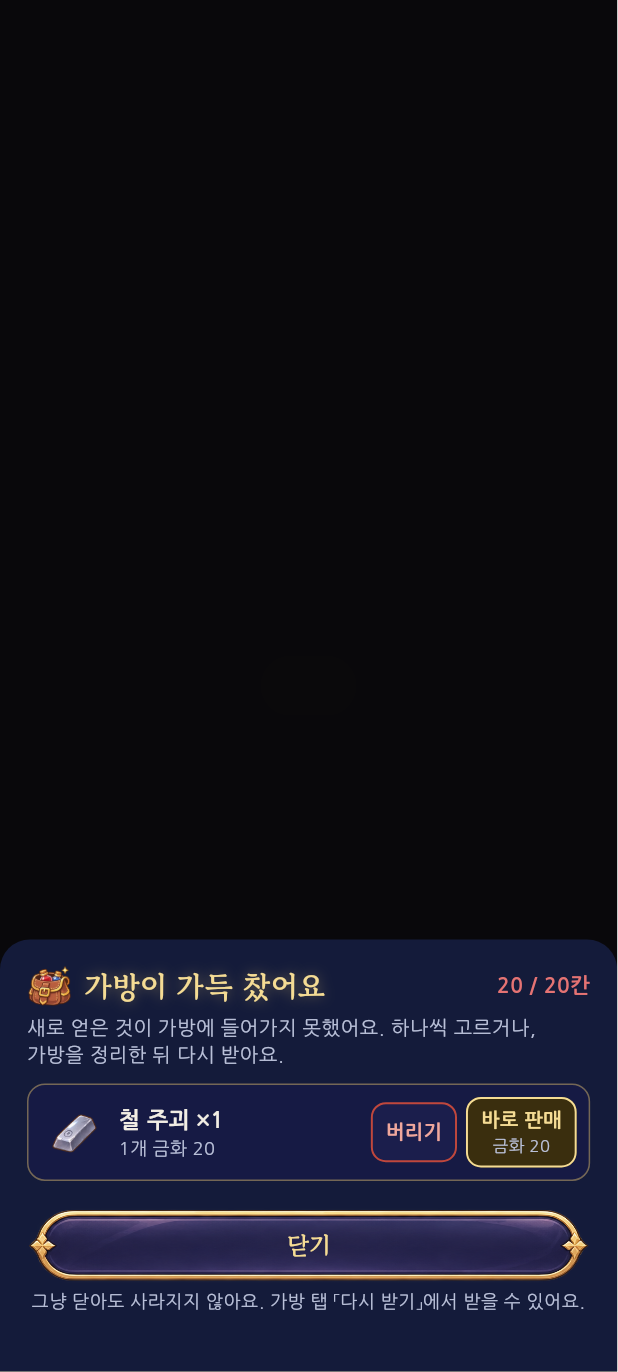 가방이 가득 찼어요
20 / 20칸
새로 얻은 것이 가방에 들어가지 못했어요. 하나씩 고르거나,
가방을 정리한 뒤 다시 받아요.
철 주괴 ×1
1개 금화 20
버리기
바로 판매
금화 20
닫기
그냥 닫아도 사라지지 않아요. 가방 탭 「다시 받기」에서 받을 수 있어요.